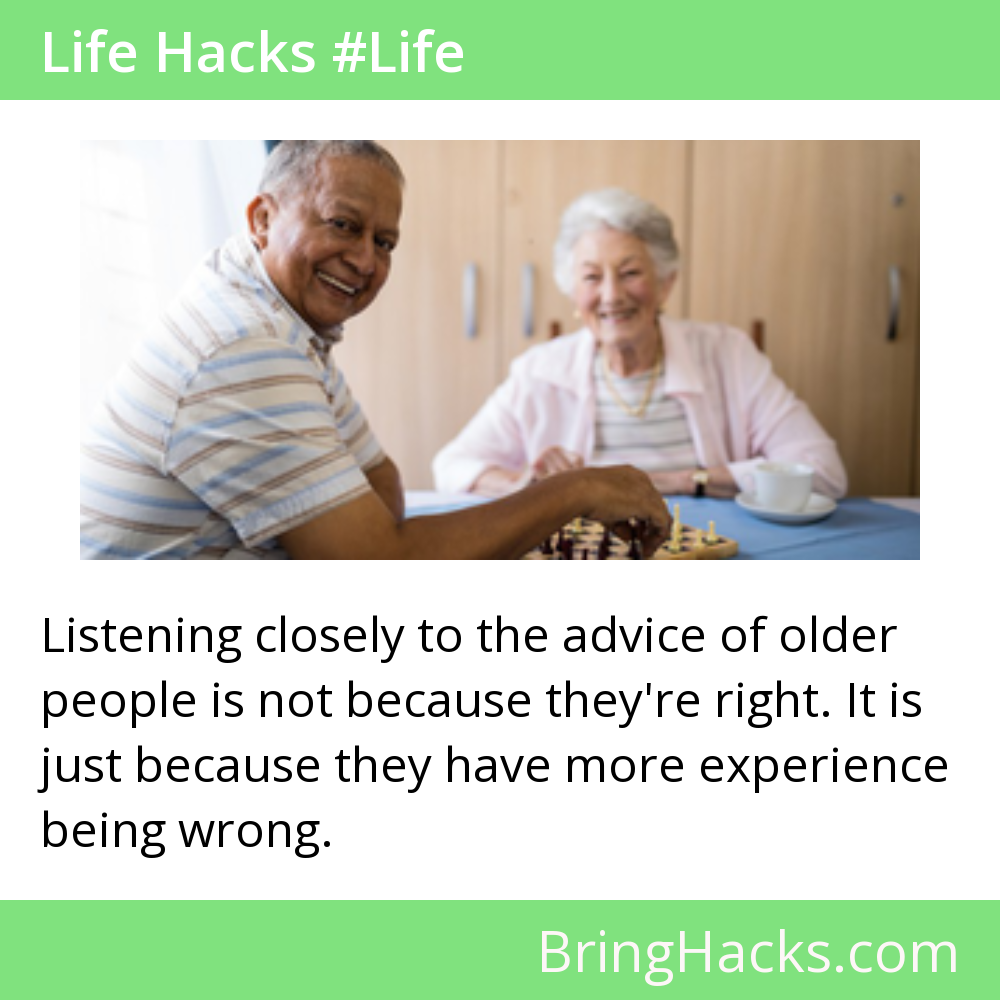 Life Hacks #Life
Listening closely to the advice of older
people is not because they're right. It is
just because they have more experience
being wrong.
BringHacks.com